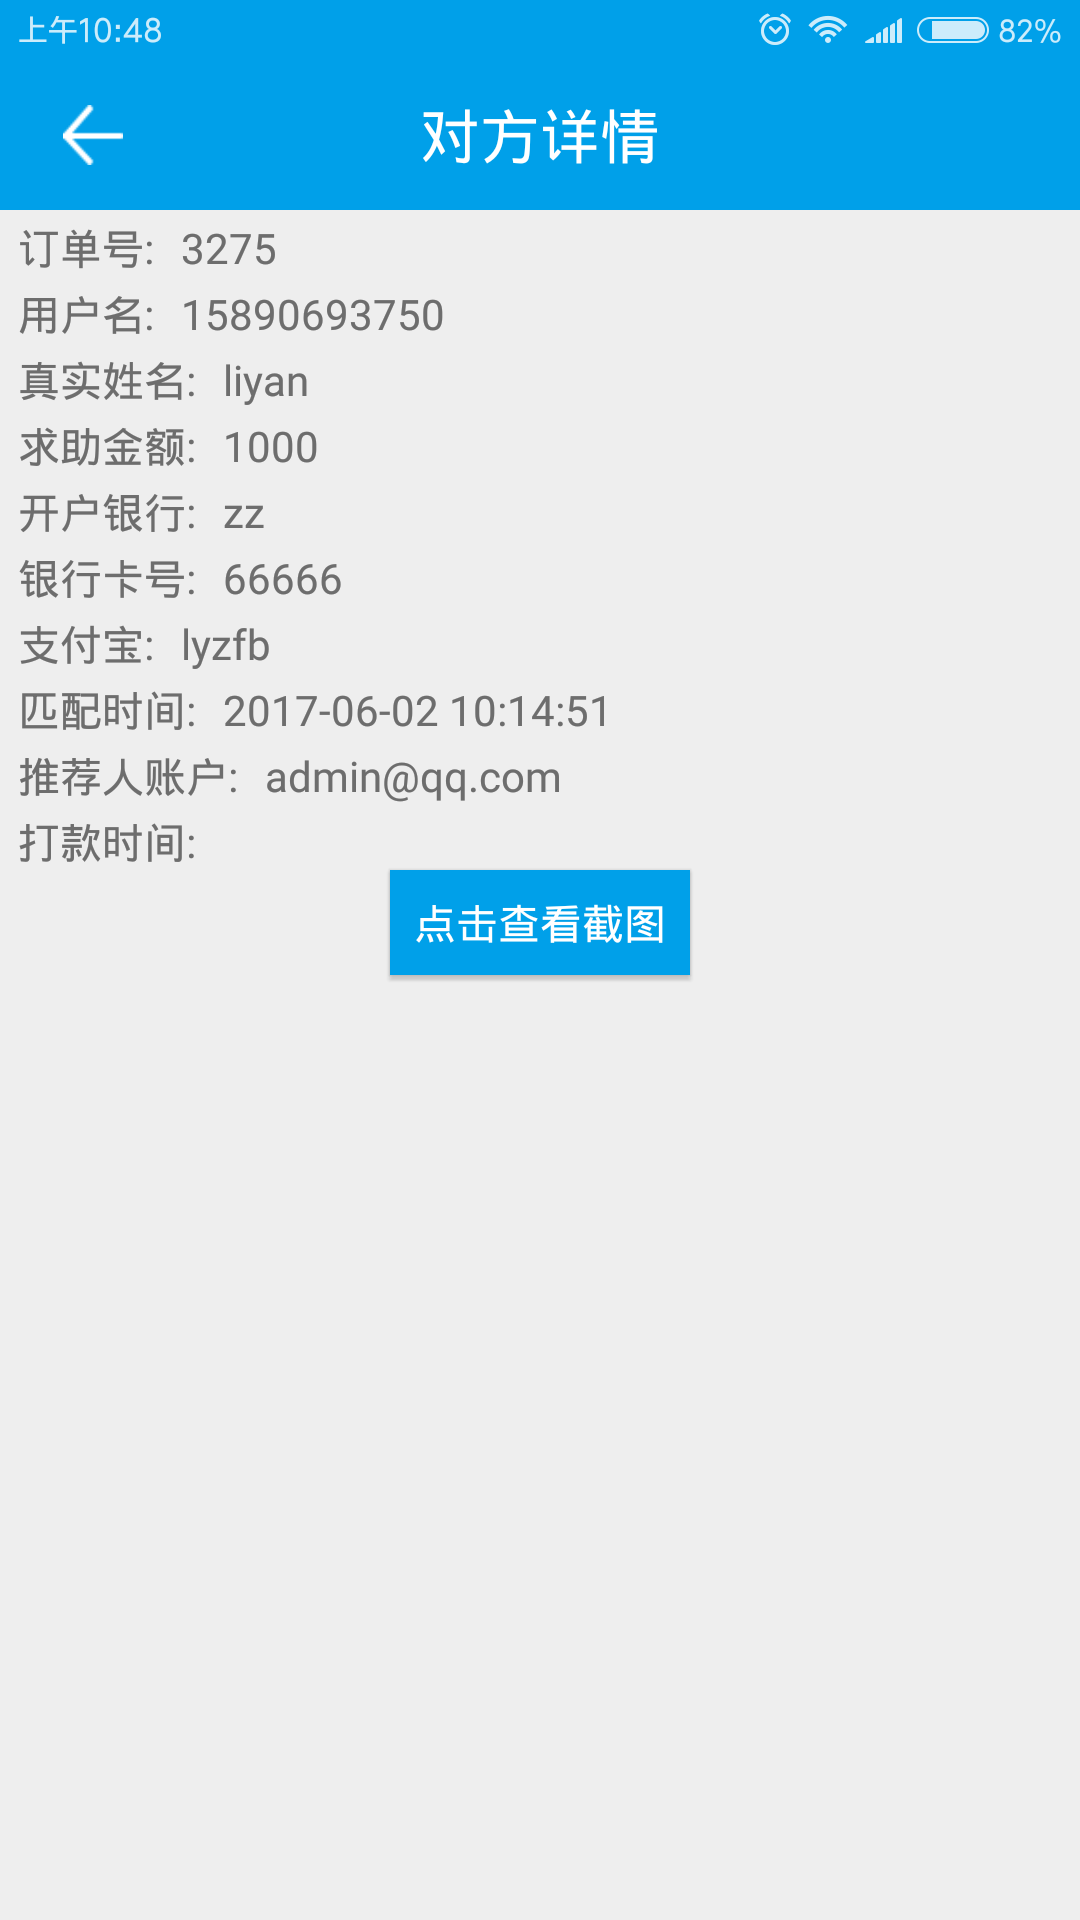 上午10:48 82%
对方详情
订单号: 3275
用户名: 15890693750
真实姓名: liyan
求助金额: 1000
开户银行: zz
银行卡号: 66666
支付宝: lyzfb
匹配时间: 2017-06-02 10:14:51
推荐人账户: admin@qq.com
打款时间:
点击查看截图